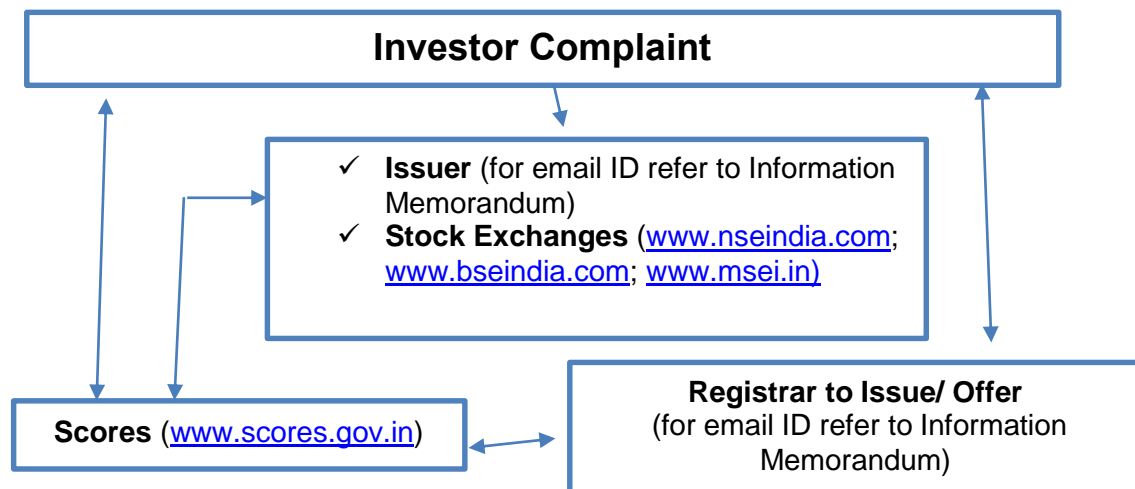 Investor Complaint
✓ Issuer (for email ID refer to Information
Memorandum)
✓ Stock Exchanges (www.nseindia.com;
www.bseindia.com; www.msei.in)
Scores (www.scores.gov.in)
Registrar to Issue/ Offer
(for email ID refer to Information
Memorandum)